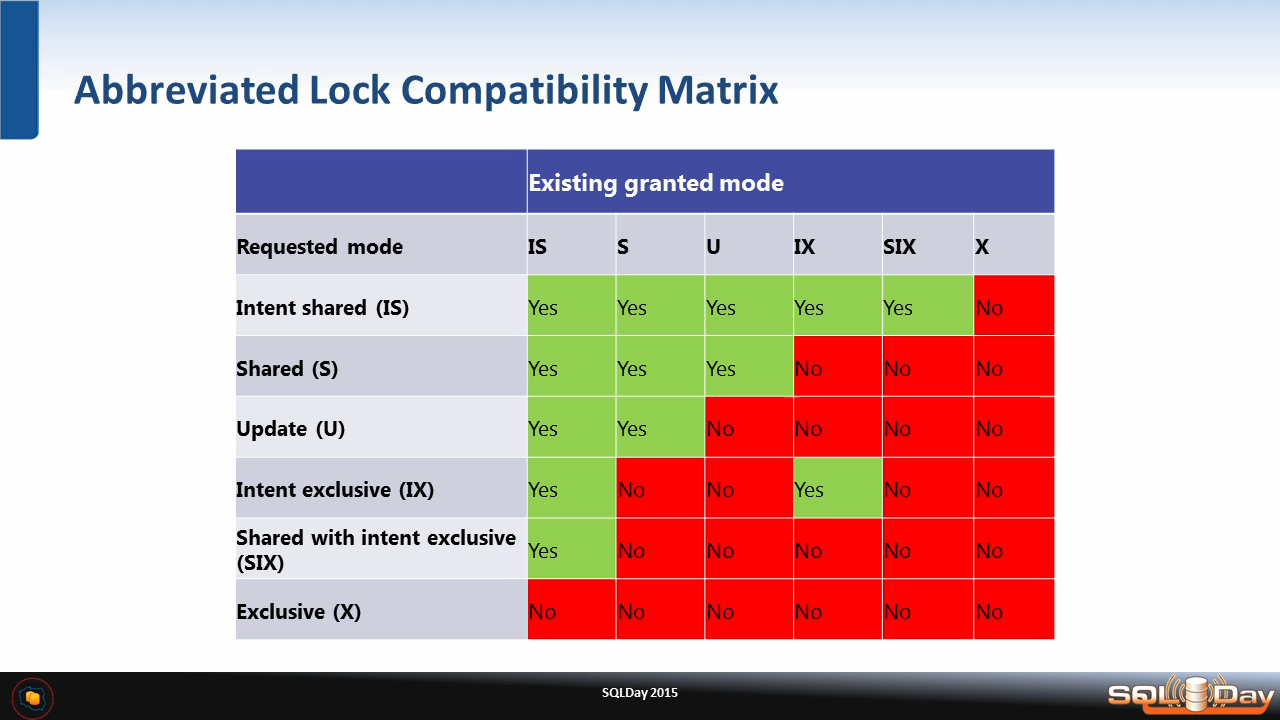 Abbreviated Lock Compatibility Matrix
Existing granted mode
Requested mode IS S U IX SIX X
Intent shared (IS) Yes Yes Yes Yes Yes No
Shared (S) Yes Yes Yes No No No
Update (U) Yes Yes No No No No
Intent exclusive (IX) Yes No No Yes No No
Shared with intent exclusive
(SIX) Yes No No No No No
Exclusive (X) No No No No No No
SQLDay 2015
SQL Day